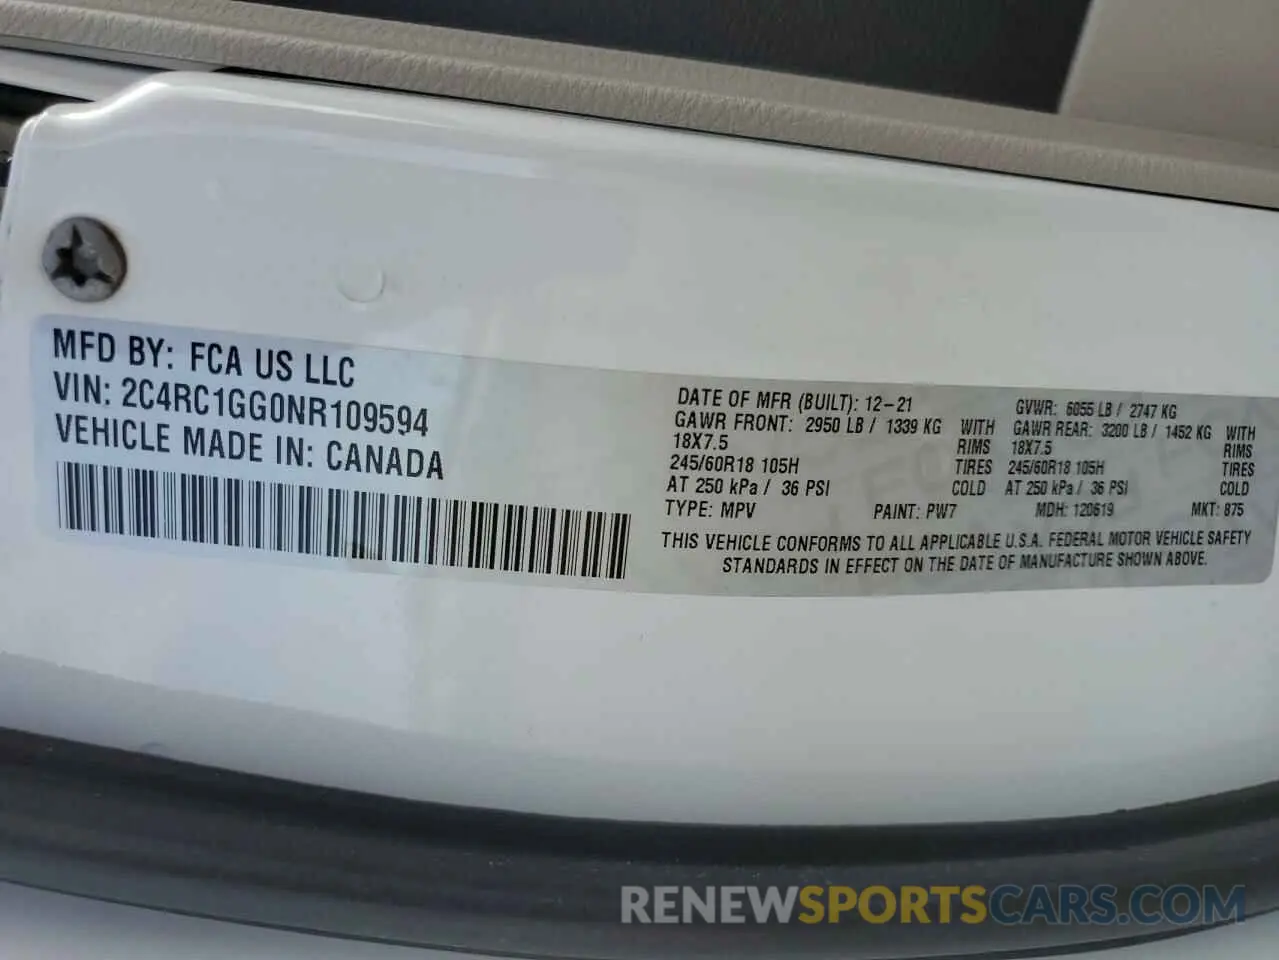 MFD BY: FCA US LLC
VIN: 2C4RC1GG0NR109594
VEHICLE MADE IN: CANADA
DATE OF MFR (BUILT): 12-21
GAWR FRONT: 2950 LB / 1339 KG WITH
18X7.5 RIMS
245/60R18 105H TIRES
AT 250 kPa / 36 PSI COLD
TYPE: MPV
GVWR: 6055 LB / 2747 KG
GAWR REAR: 3200 LB / 1452 KG WITH
18X7.5 RIMS
245/60R18 105H TIRES
AT 250 kPa / 36 PSI COLD
PAINT: PW7 MDH: 120619 MKT: 875
THIS VEHICLE CONFORMS TO ALL APPLICABLE U.S.A. FEDERAL MOTOR VEHICLE SAFETY
STANDARDS IN EFFECT ON THE DATE OF MANUFACTURE SHOWN ABOVE.
RENEWSPORTSCARS.COM